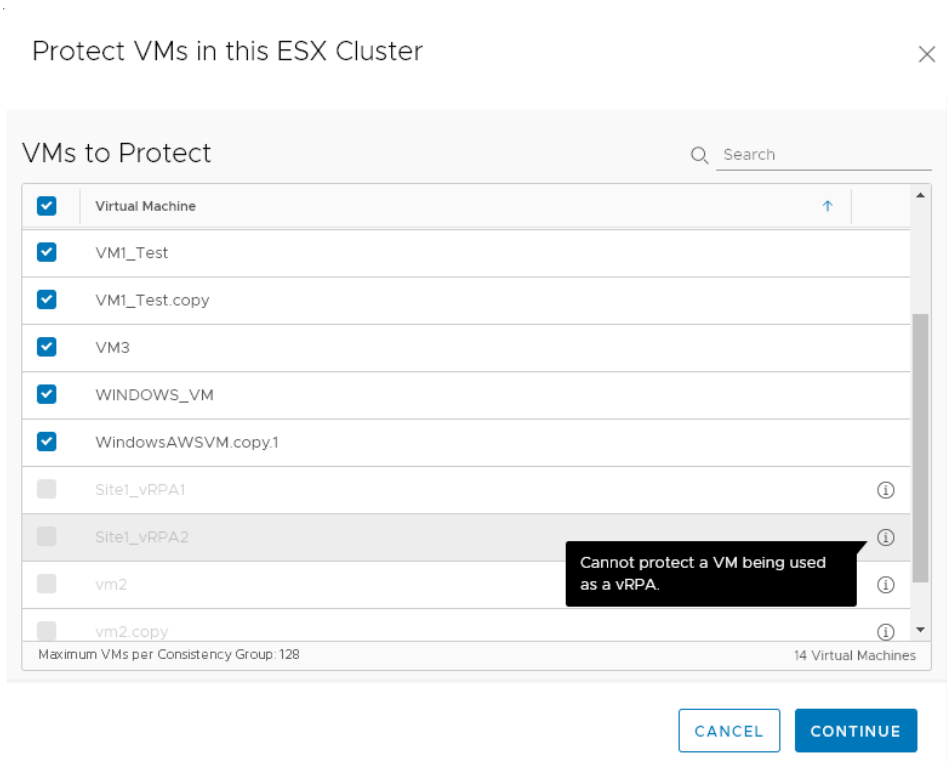 Protect VMs in this ESX Cluster
VMs to Protect
Search
Virtual Machine
VM1_Test
VM1_Test.copy
VM3
WINDOWS_VM
WindowsAWSVM.copy.1
Site1_vRPA1
Site1_vRPA2
Cannot protect a VM being used
as a vRPA.
vm2
vm2.copy
Maximum VMs per Consistency Group: 128
14 Virtual Machines
CANCEL
CONTINUE